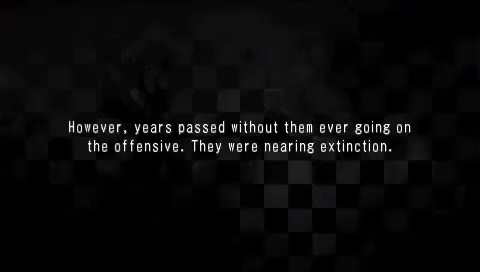 However, years passed without them ever going on
the offensive. They were nearing extinction.